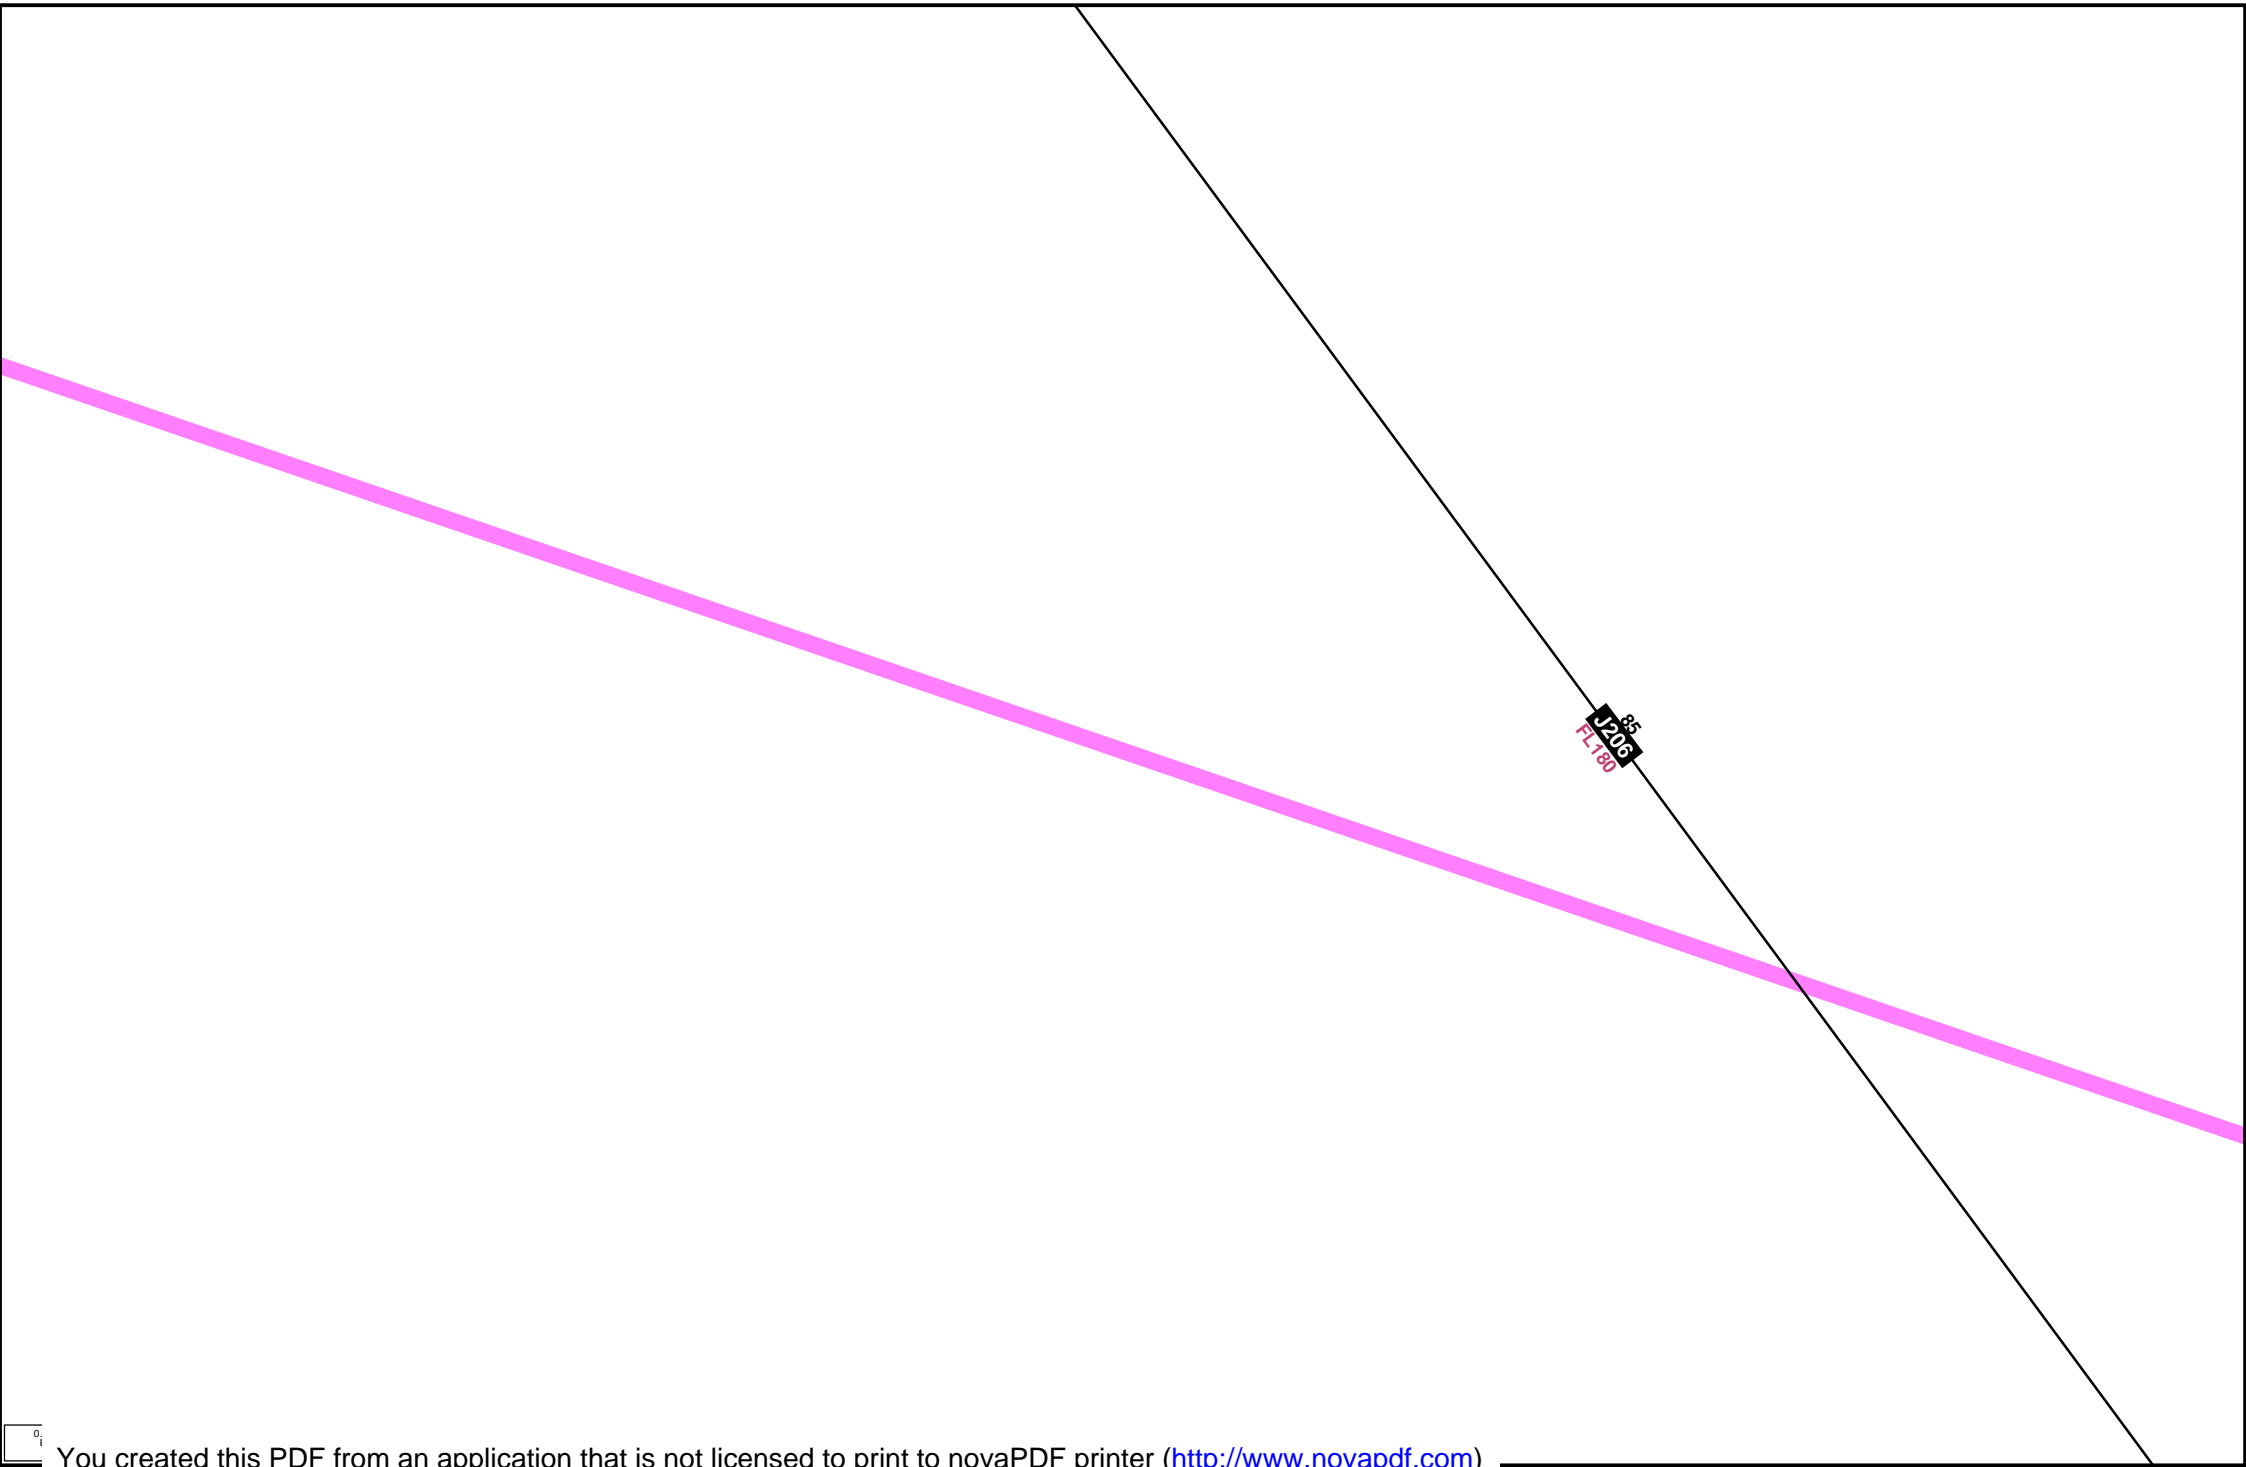 85
J206
FL180
You created this PDF from an application that is not licensed to print to novaPDF printer (http://www.novapdf.com)